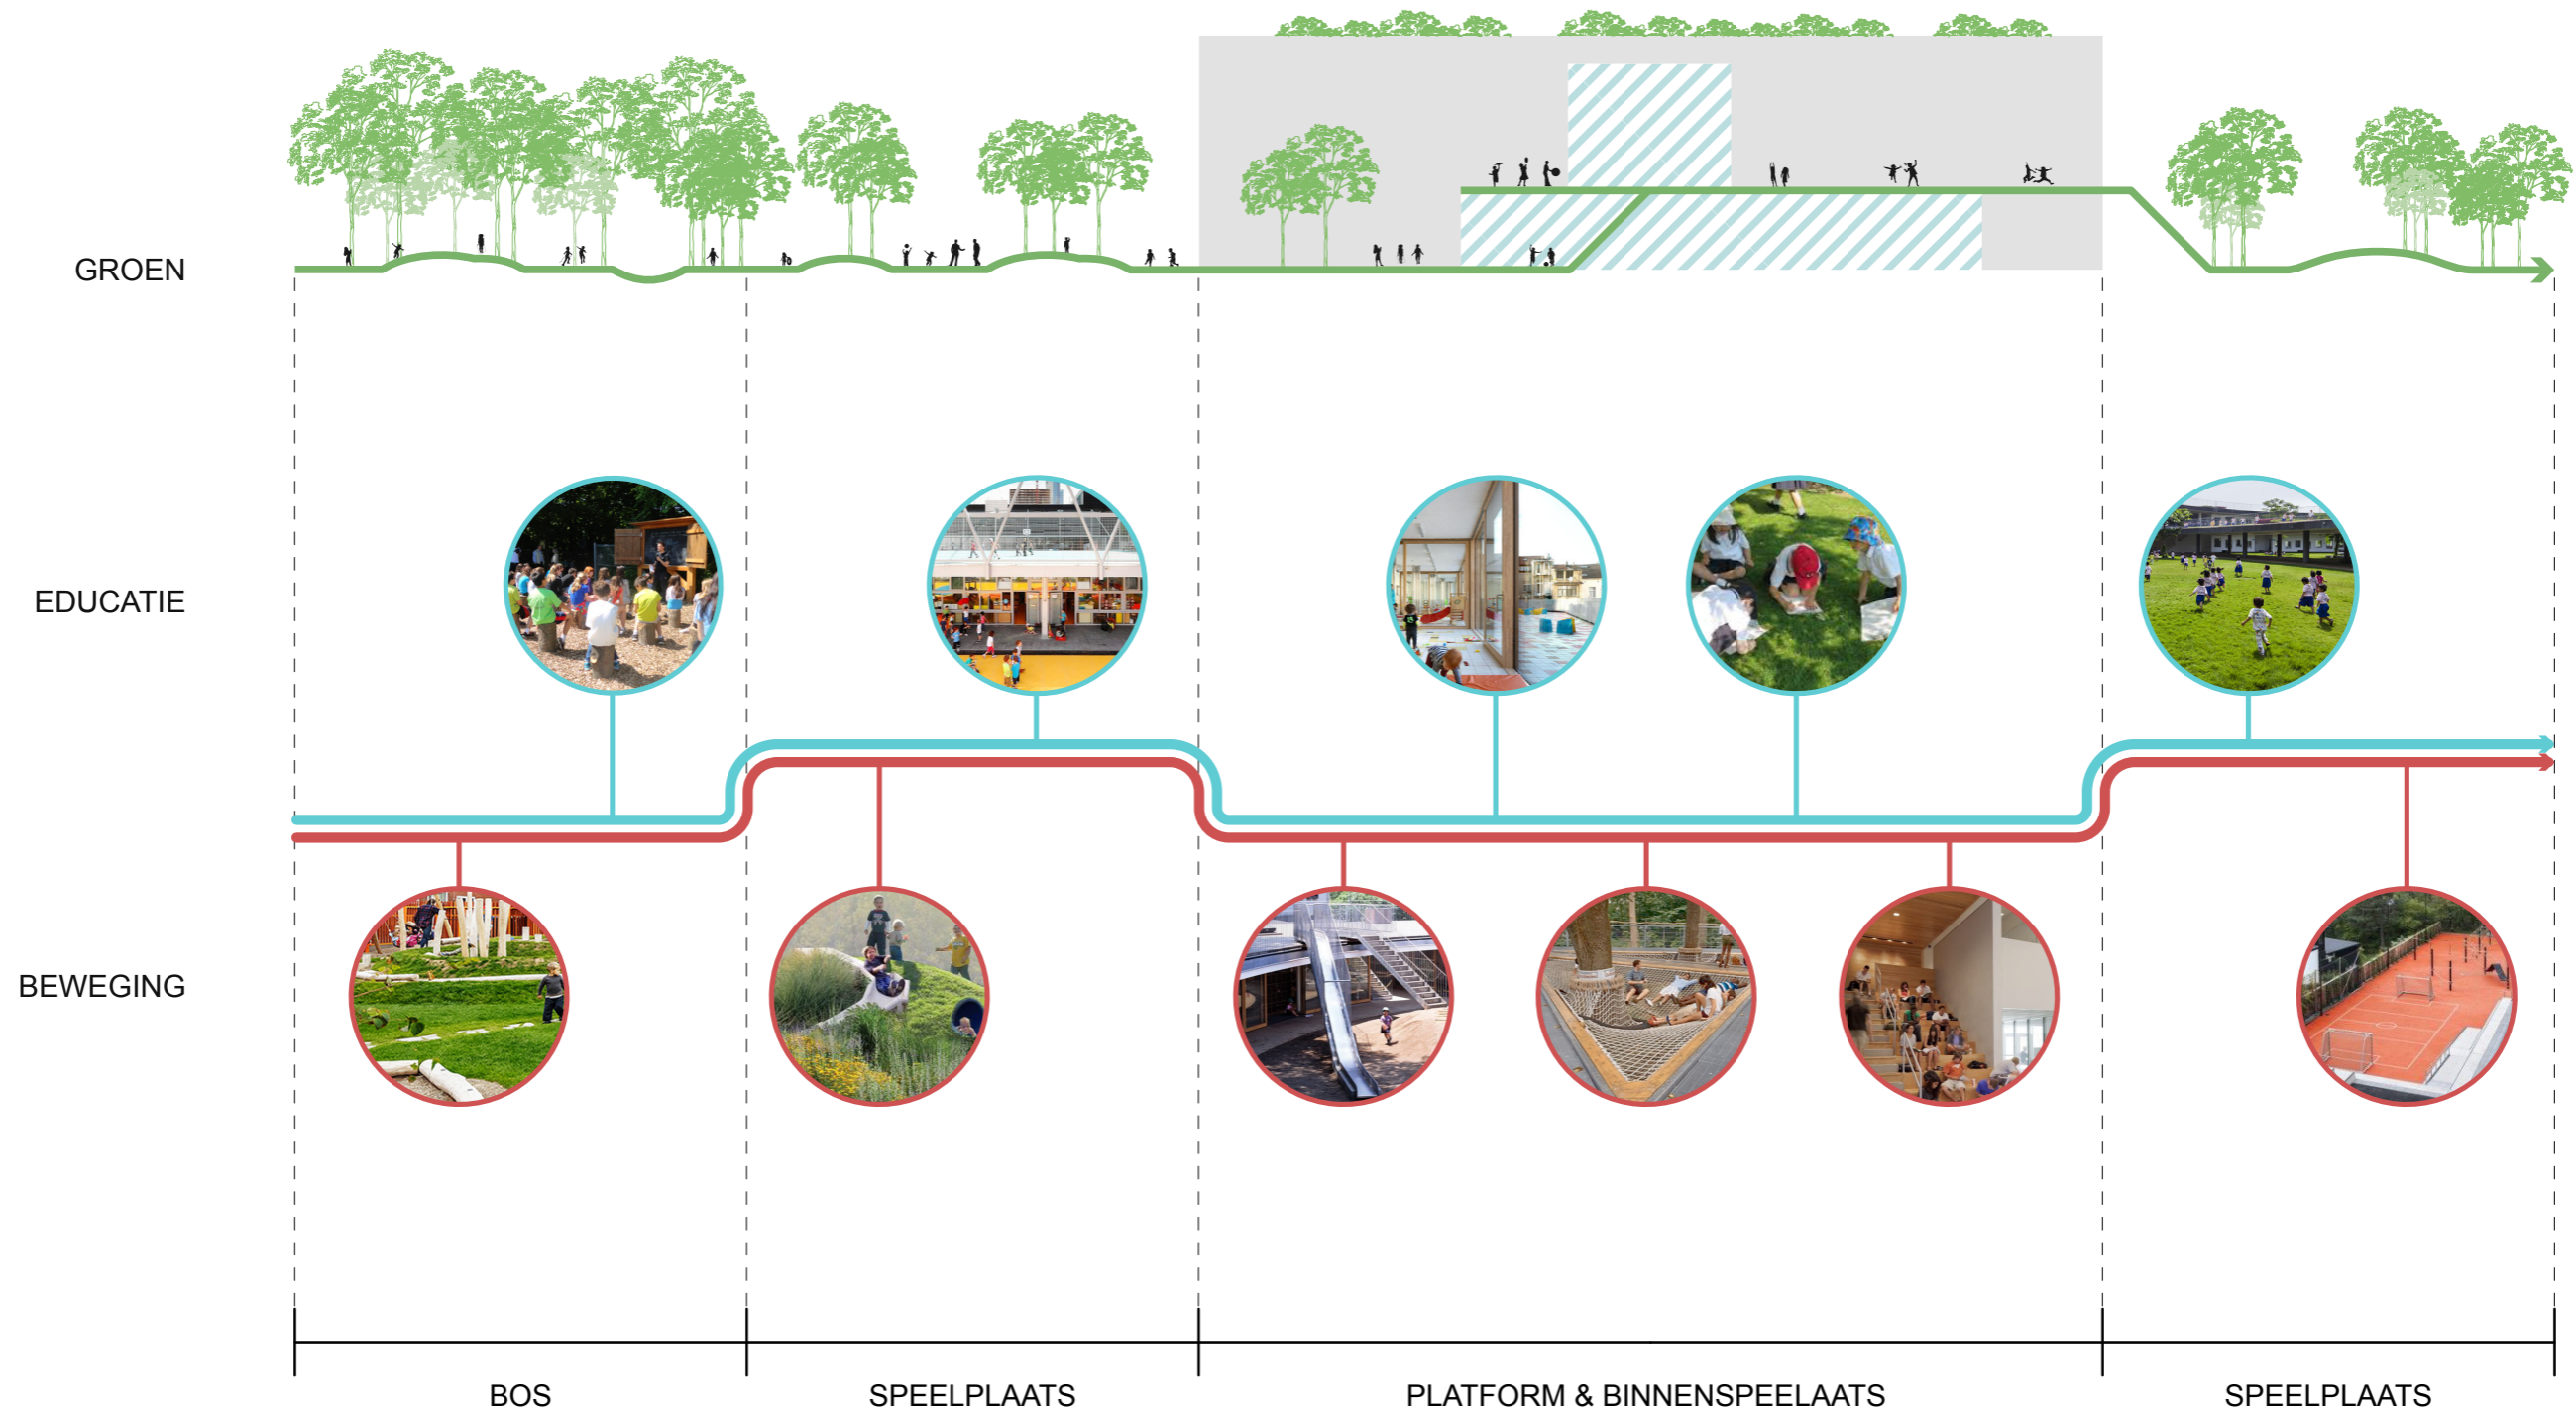 GROEN
EDUCATIE
BEWEGING
BOS
SPEELPLAATS
PLATFORM & BINNENSPEELAATS
SPEELPLAATS